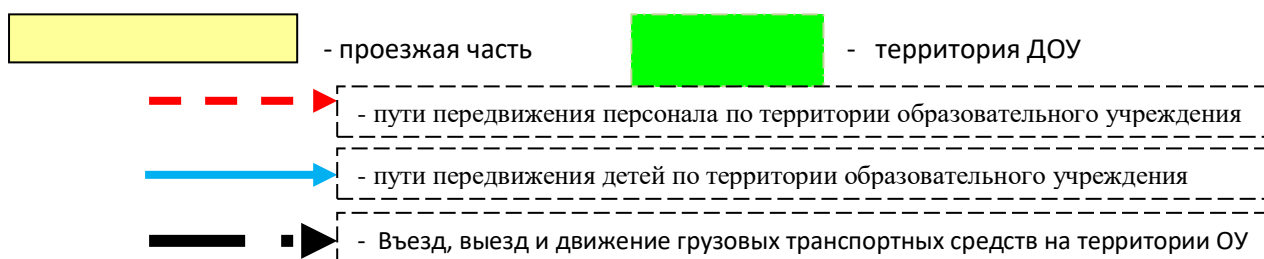 - проезжая часть - территория ДОУ
- пути передвижения персонала по территории образовательного учреждения
- пути передвижения детей по территории образовательного учреждения
- Въезд, выезд и движение грузовых транспортных средств на территории ОУ